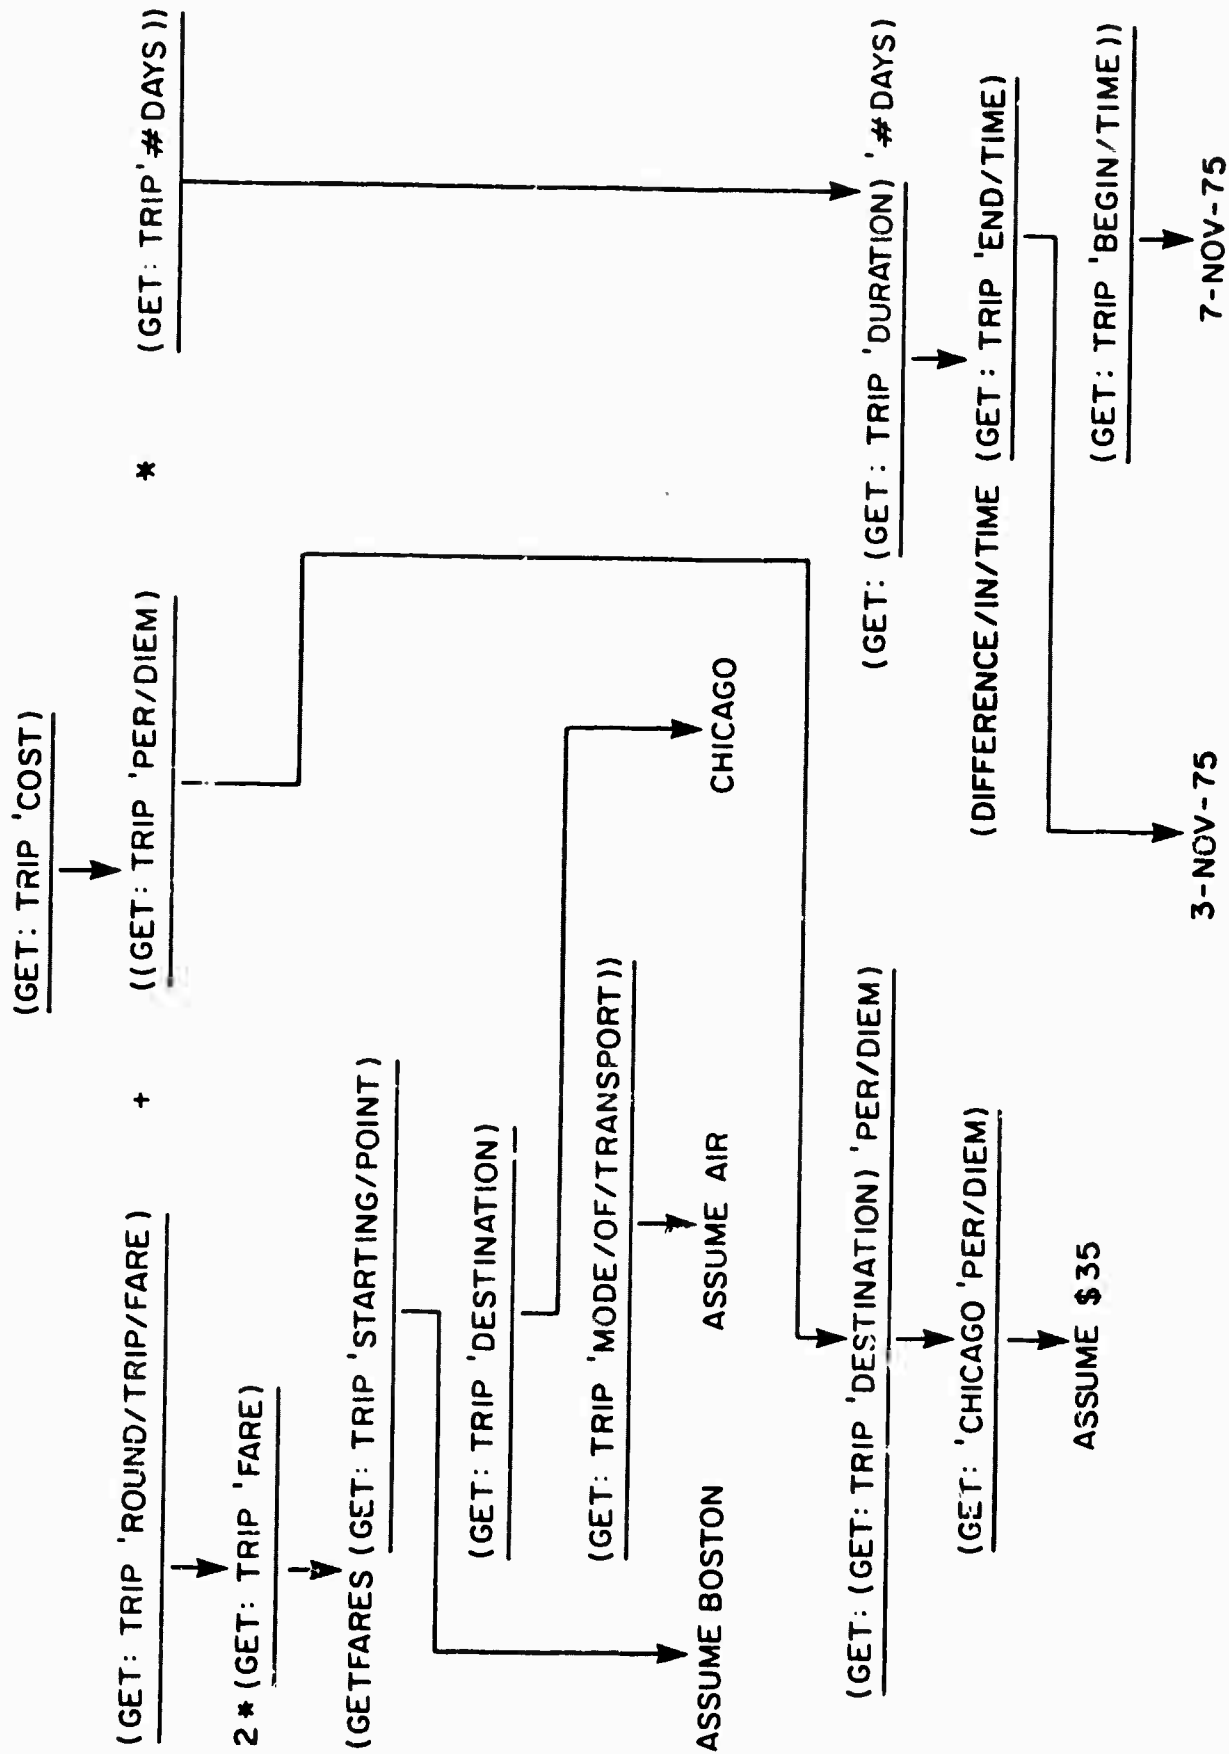 (GET: TRIP 'COST)
(GET: TRIP 'ROUND/TRIP/FARE) + ((GET: TRIP 'PER/DIEM) * (GET: TRIP '#DAYS))
2*(GET: TRIP 'FARE)
(GETFARES (GET: TRIP 'STARTING/POINT)
(GET: TRIP 'DESTINATION)
(GET: TRIP 'MODE/OF/TRANSPORT))
ASSUME BOSTON ASSUME AIR CHICAGO
(GET: (GET: TRIP 'DESTINATION) 'PER/DIEM) (GET: (GET: TRIP 'DURATION) '#DAYS)
(GET: 'CHICAGO 'PER/DIEM) (DIFFERENCE/IN/TIME (GET: TRIP 'END/TIME)
ASSUME $35 (GET: TRIP 'BEGIN/TIME))
3-NOV-75 7-NOV-75